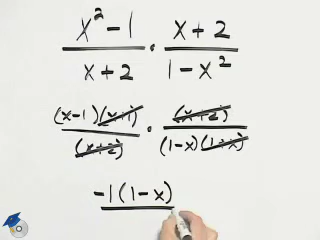 x² - 1 · x + 2
x + 2 1 - x²
(x-1)(x+1) · (x+2)
(x+2) (1-x)(1+x)
-1(1-x)